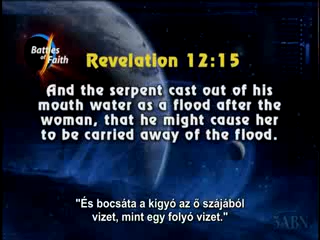 Battles
of Faith
Revelation 12:15
And the serpent cast out of his
mouth water as a flood after the
woman, that he might cause her
to be carried away of the flood.
"És bocsáta a kígyó az ő szájából
vizet, mint egy folyó vizet."
3ABN